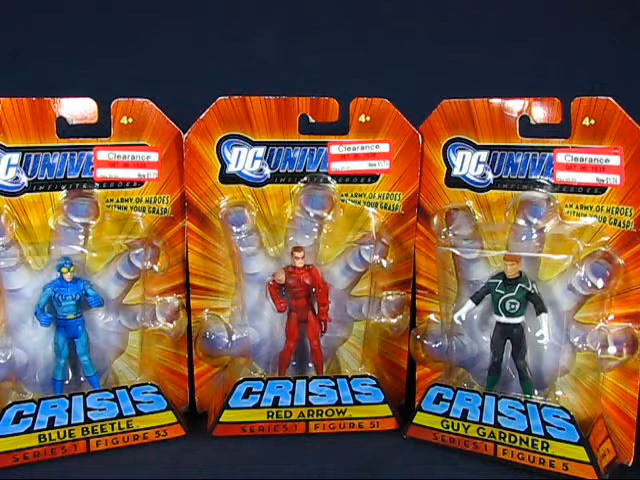 4+
DC UNIVE
INFINITE HEROES
Clearance
AN ARMY OF HEROES
WITHIN YOUR GRASP!
CRISIS
BLUE BEETLE
SERIES 1 FIGURE 53
4+
DC UNIV
INFINITE HEROES
Clearance
AN ARMY OF HEROES
WITHIN YOUR GRASP!
CRISIS
RED ARROW
SERIES 1 FIGURE 51
4+
DC UNIVE
INFINITE HEROES
Clearance
AN ARMY OF HEROES
WITHIN YOUR GRASP!
CRISIS
GUY GARDNER
SERIES 1 FIGURE 5